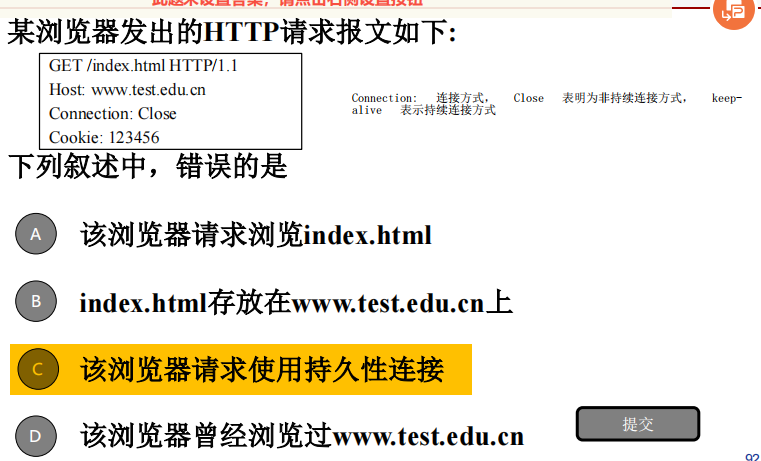 此题未设置答案，请点击右侧设置按钮
某浏览器发出的HTTP请求报文如下:
GET /index.html HTTP/1.1
Host: www.test.edu.cn
Connection: Close
Cookie: 123456
Connection: 连接方式， Close 表明为非持续连接方式， keep-
alive 表示持续连接方式
下列叙述中，错误的是
A 该浏览器请求浏览index.html
B index.html存放在www.test.edu.cn上
C 该浏览器请求使用持久性连接
D 该浏览器曾经浏览过www.test.edu.cn
提交
92